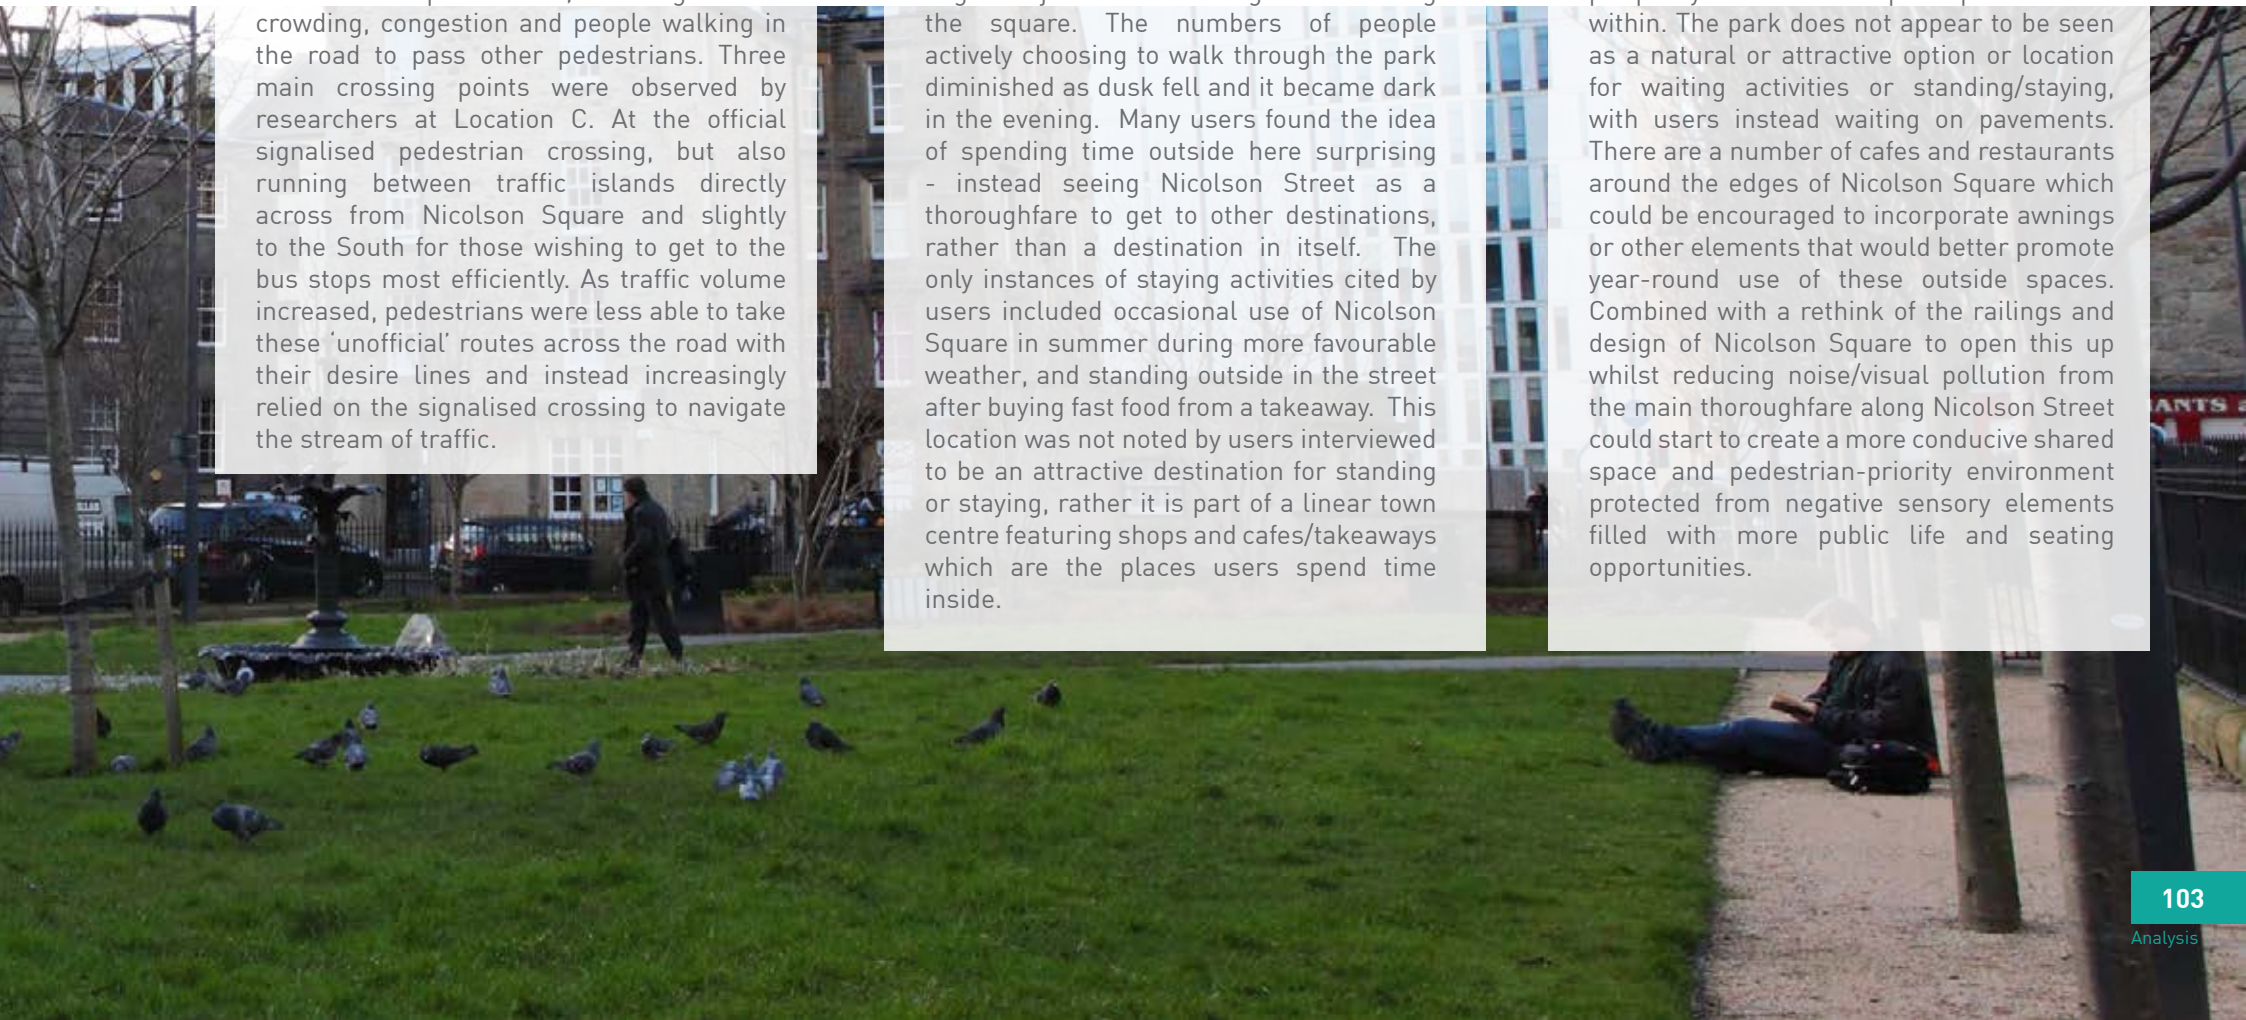 crowding, congestion and people walking in
the road to pass other pedestrians. Three
main crossing points were observed by
researchers at Location C. At the official
signalised pedestrian crossing, but also
running between traffic islands directly
across from Nicolson Square and slightly
to the South for those wishing to get to the
bus stops most efficiently. As traffic volume
increased, pedestrians were less able to take
these ‘unofficial’ routes across the road with
their desire lines and instead increasingly
relied on the signalised crossing to navigate
the stream of traffic.
the square. The numbers of people
actively choosing to walk through the park
diminished as dusk fell and it became dark
in the evening. Many users found the idea
of spending time outside here surprising
- instead seeing Nicolson Street as a
thoroughfare to get to other destinations,
rather than a destination in itself. The
only instances of staying activities cited by
users included occasional use of Nicolson
Square in summer during more favourable
weather, and standing outside in the street
after buying fast food from a takeaway. This
location was not noted by users interviewed
to be an attractive destination for standing
or staying, rather it is part of a linear town
centre featuring shops and cafes/takeaways
which are the places users spend time
inside.
within. The park does not appear to be seen
as a natural or attractive option or location
for waiting activities or standing/staying,
with users instead waiting on pavements.
There are a number of cafes and restaurants
around the edges of Nicolson Square which
could be encouraged to incorporate awnings
or other elements that would better promote
year-round use of these outside spaces.
Combined with a rethink of the railings and
design of Nicolson Square to open this up
whilst reducing noise/visual pollution from
the main thoroughfare along Nicolson Street
could start to create a more conducive shared
space and pedestrian-priority environment
protected from negative sensory elements
filled with more public life and seating
opportunities.
103
Analysis